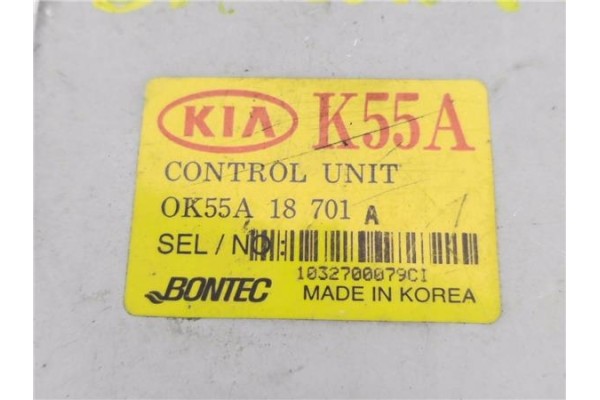 KIA K55A
CONTROL UNIT
OK55A 18 701 A
SEL / NO:
1032700079CI
BONTEC MADE IN KOREA